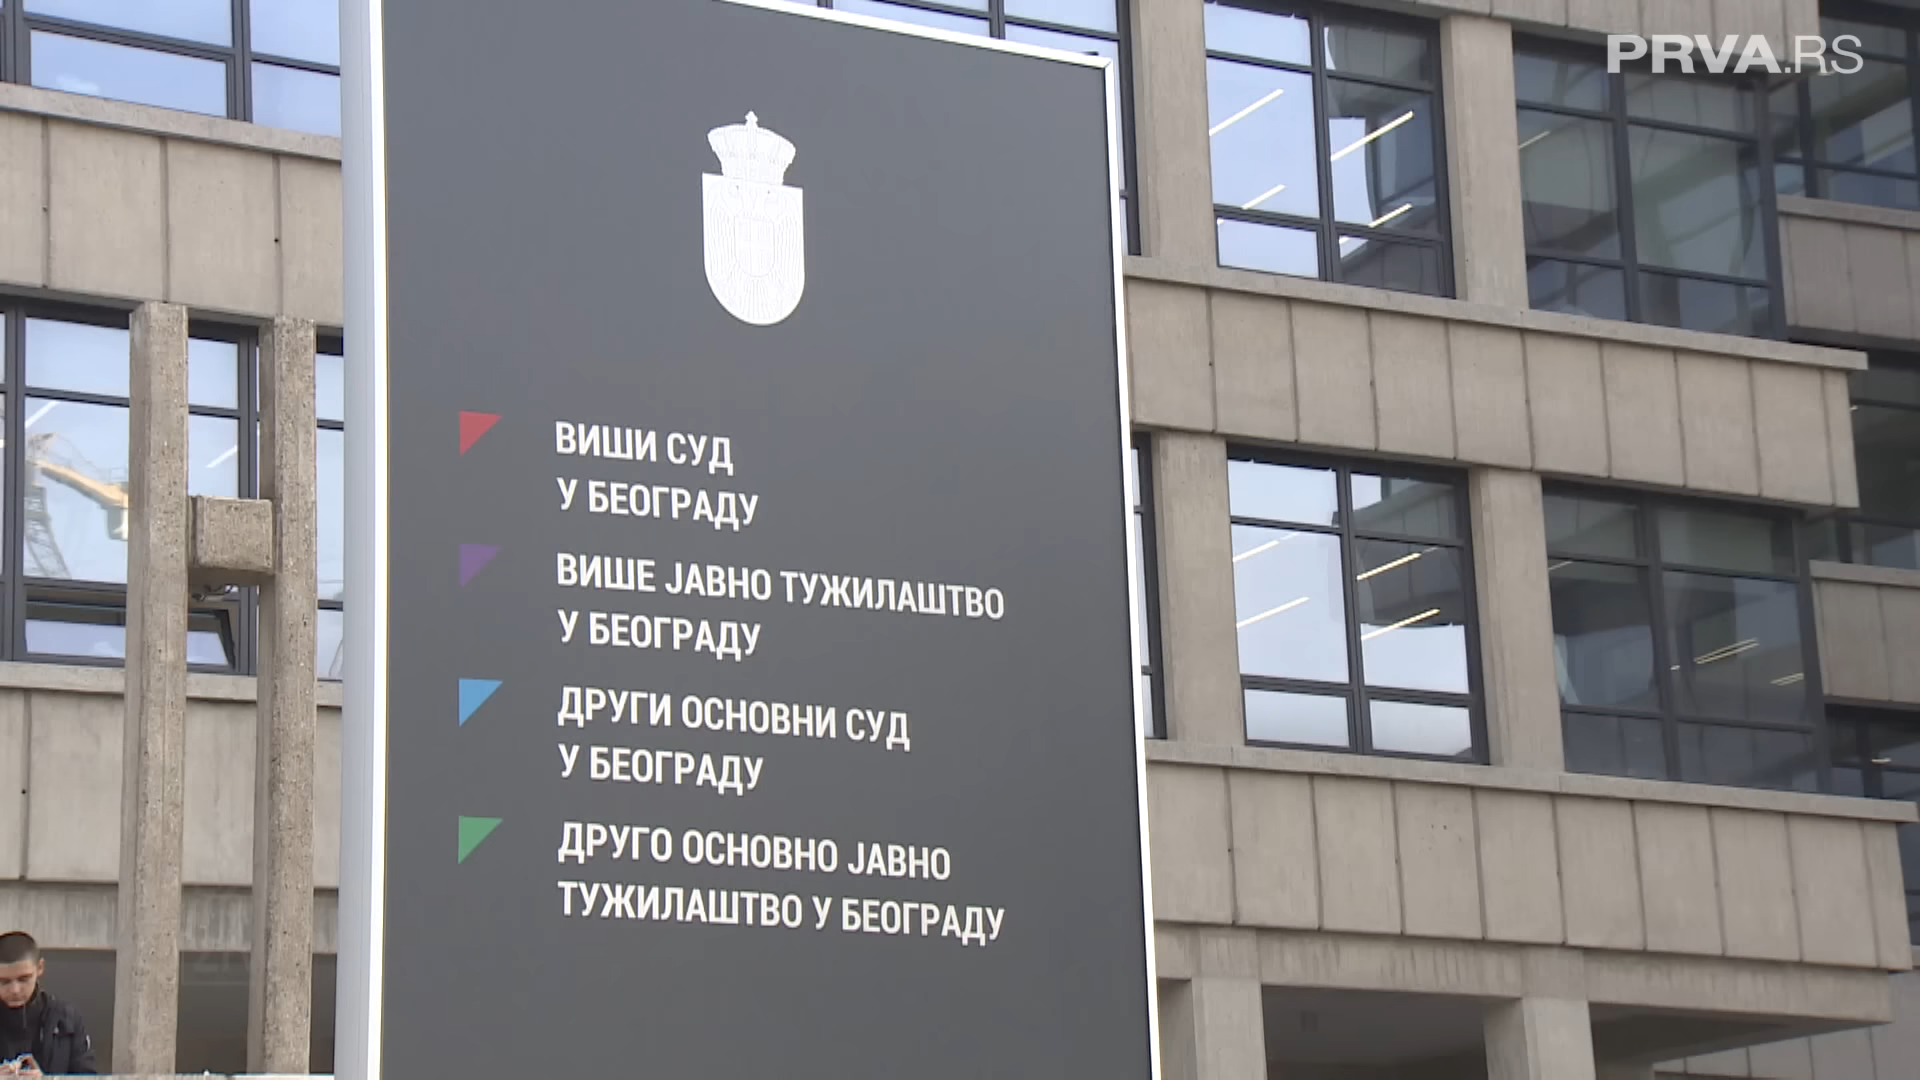 PRVA.RS
ВИШИ СУД
У БЕОГРАДУ
ВИШЕ ЈАВНО ТУЖИЛАШТВО
У БЕОГРАДУ
ДРУГИ ОСНОВНИ СУД
У БЕОГРАДУ
ДРУГО ОСНОВНО ЈАВНО
ТУЖИЛАШТВО У БЕОГРАДУ